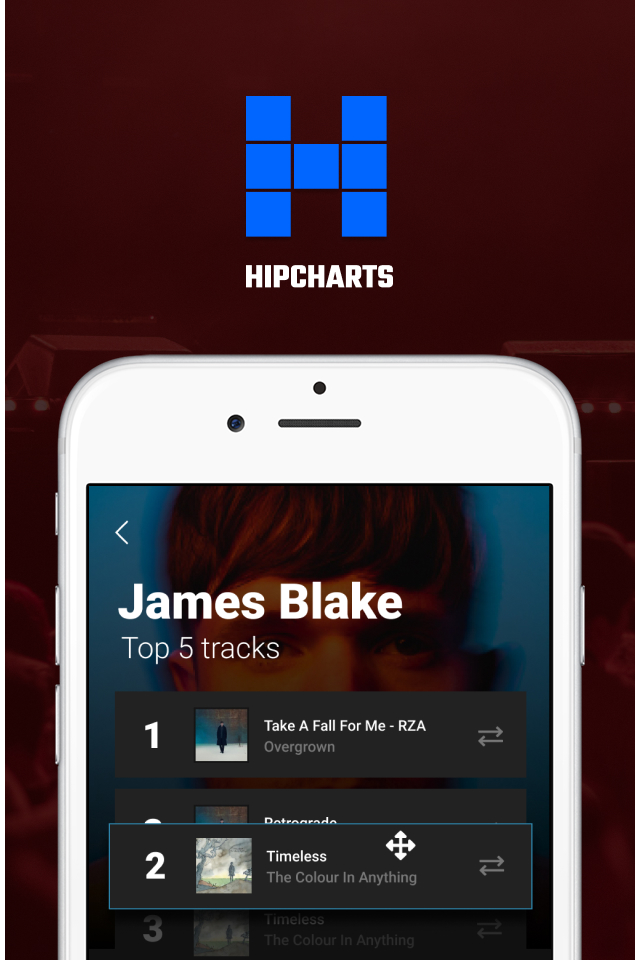 HIPCHARTS
James Blake
Top 5 tracks
1
Take A Fall For Me - RZA
Overgrown
Retrograde
2
Timeless
The Colour In Anything
3
Timeless
The Colour In Anything